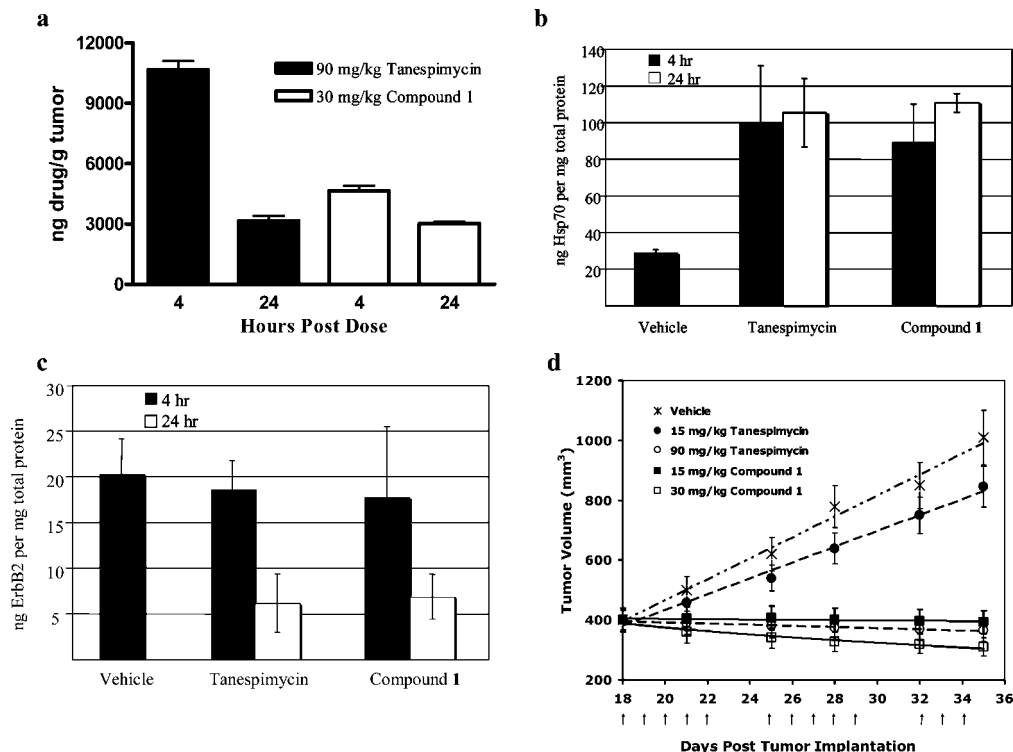 a
12000
9000
6000
3000
0
ng drug/g tumor
90 mg/kg Tanespimycin
30 mg/kg Compound 1
4 24 4 24
Hours Post Dose
b
140
120
100
80
60
40
20
ng Hsp70 per mg total protein
4 hr
24 hr
Vehicle Tanespimycin Compound 1
c
30
25
20
15
10
5
ng ErbB2 per mg total protein
4 hr
24 hr
Vehicle Tanespimycin Compound 1
d
1200
1000
800
600
400
200
Tumor Volume (mm³)
Vehicle
15 mg/kg Tanespimycin
90 mg/kg Tanespimycin
15 mg/kg Compound 1
30 mg/kg Compound 1
18 20 22 24 26 28 30 32 34 36
Days Post Tumor Implantation